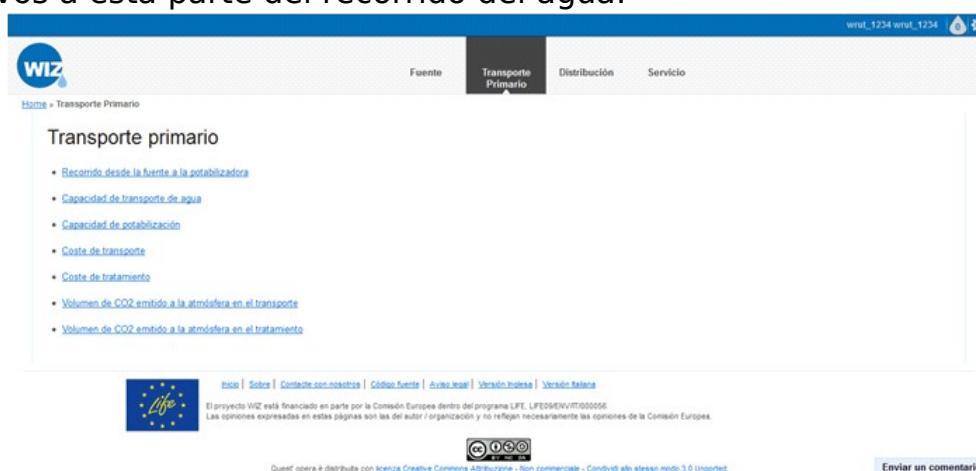 vos a esta parte del recorrido del agua.
wrut_1234 wrut_1234
0
WIZ
Fuente
Transporte Primario
Distribución
Servicio
Home » Transporte Primario
Transporte primario
• Recorrido desde la fuente a la potabilizadora
• Capacidad de transporte de agua
• Capacidad de potabilización
• Coste de transporte
• Coste de tratamiento
• Volumen de CO2 emitido a la atmósfera en el transporte
• Volumen de CO2 emitido a la atmósfera en el tratamiento
Inicio | Sobre | Contacte con nosotros | Código fuente | Aviso legal | Versión Inglesa | Versión Italiana
Life
El proyecto WIZ está financiado en parte por la Comisión Europea dentro del programa LIFE, LIFE09/ENV/IT/000056.
Las opiniones expresadas en estas páginas son las del autor / organización y no reflejan necesariamente las opiniones de la Comisión Europea.
cc
BY NC SA
Quest' opera è distribuita con licenza Creative Commons Attribuzione - Non commerciale - Condividi allo stesso modo 3.0 Unported
Enviar un comentari